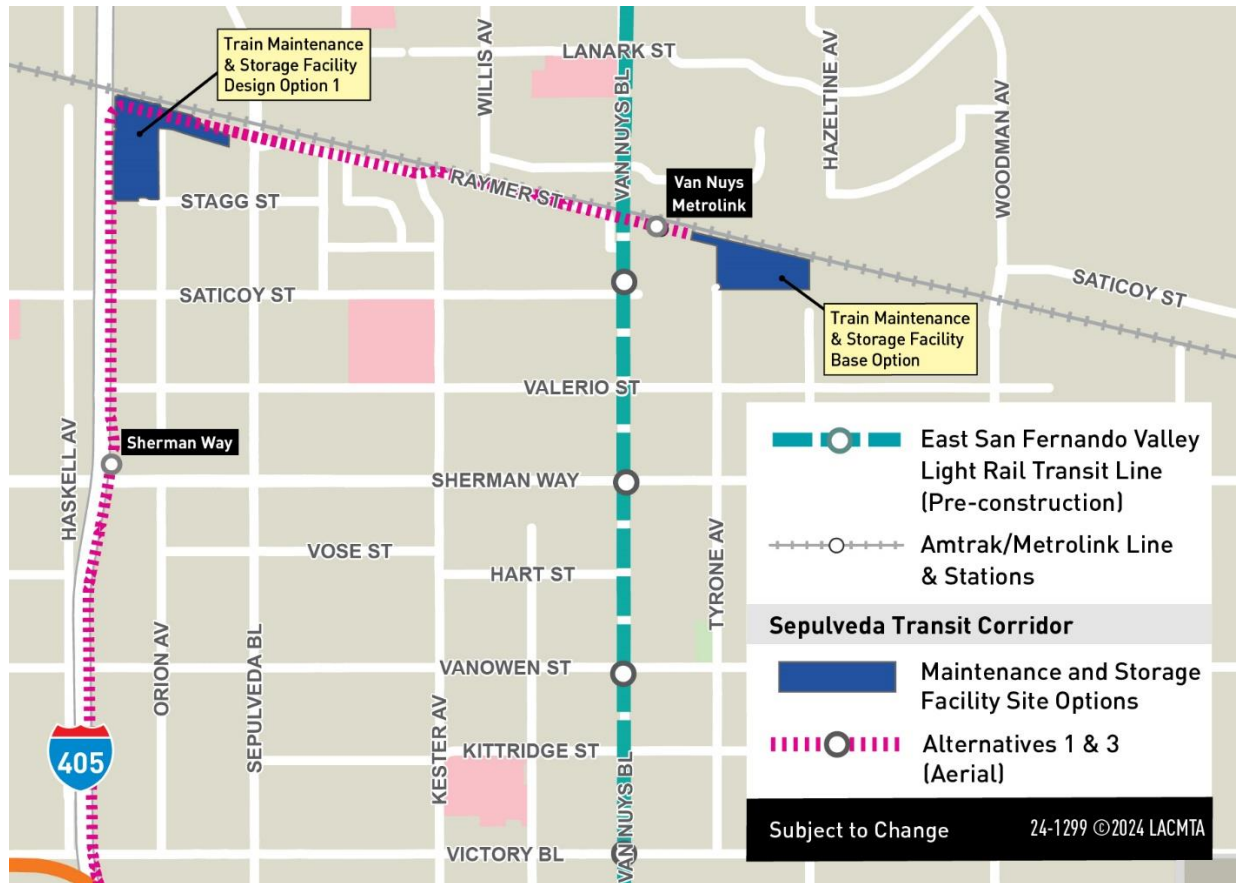 Train Maintenance
& Storage Facility
Design Option 1
WILLIS AV
LANARK ST
VAN NUYS BL
HAZELTINE AV
WOODMAN AV
STAGG ST
RAYMER ST
Van Nuys
Metrolink
SATICOY ST
SATICOY ST
Train Maintenance
& Storage Facility
Base Option
VALERIO ST
HASKELL AV
Sherman Way
SHERMAN WAY
VOSE ST
HART ST
TYRONE AV
ORION AV
SEPULVEDA BL
VANOWEN ST
KESTER AV
KITTRIDGE ST
VAN NUYS BL
405
VICTORY BL
East San Fernando Valley
Light Rail Transit Line
(Pre-construction)
Amtrak/Metrolink Line
& Stations
Sepulveda Transit Corridor
Maintenance and Storage
Facility Site Options
Alternatives 1 & 3
(Aerial)
Subject to Change
24-1299 ©2024 LACMTA